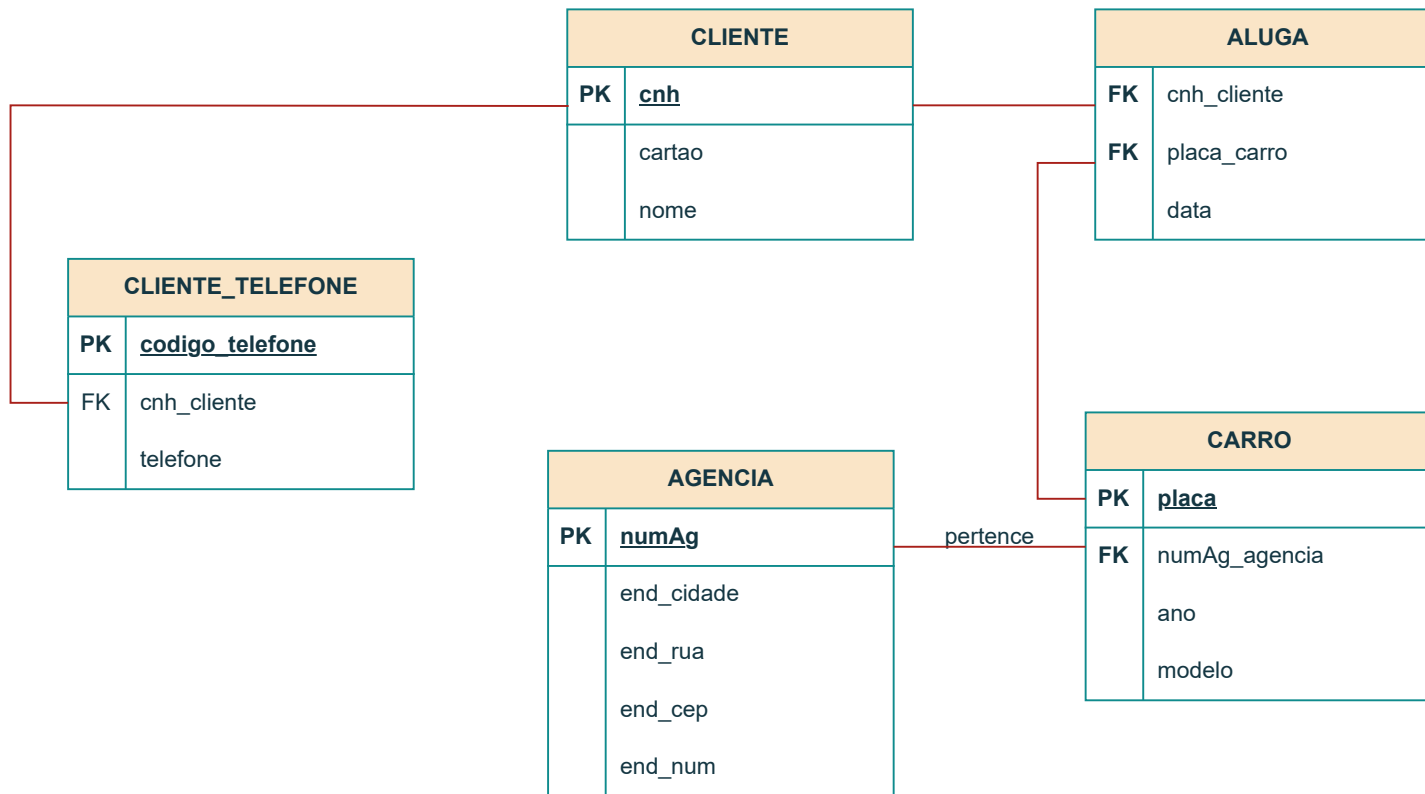 CLIENTE
PK cnh
cartao
nome
ALUGA
FK cnh_cliente
FK placa_carro
data
CLIENTE_TELEFONE
PK codigo_telefone
FK cnh_cliente
telefone
AGENCIA
PK numAg
end_cidade
end_rua
end_cep
end_num
pertence
CARRO
PK placa
FK numAg_agencia
ano
modelo